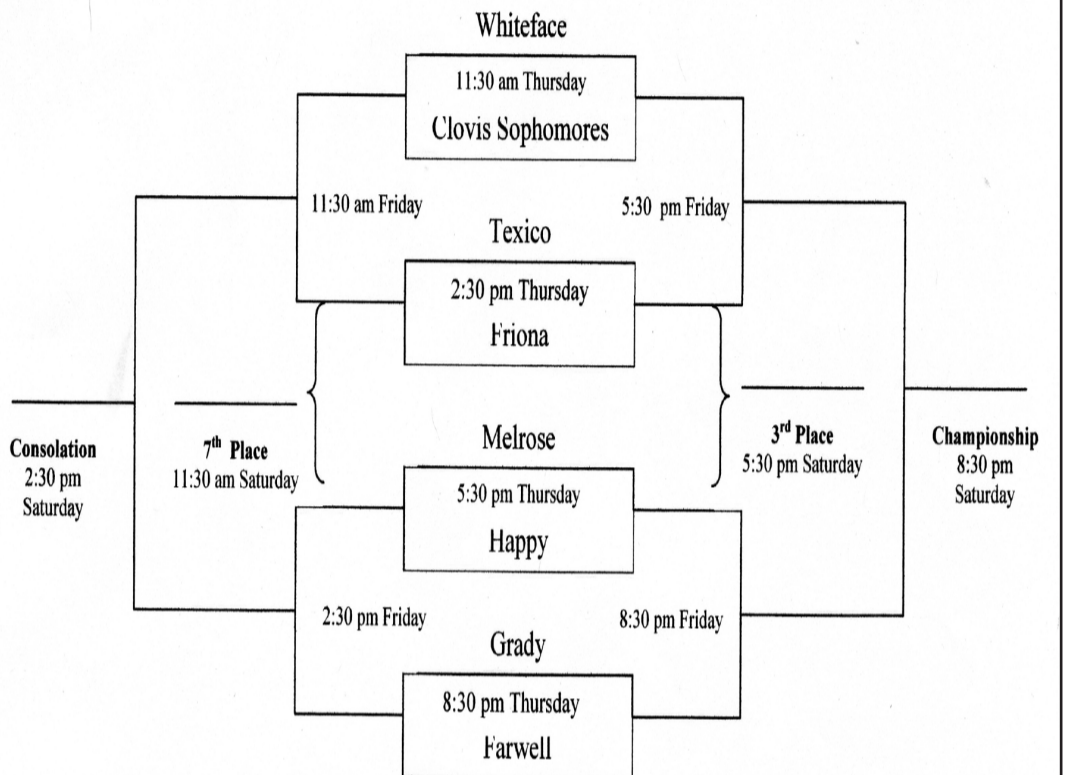 Whiteface
11:30 am Thursday
Clovis Sophomores
11:30 am Friday
5:30 pm Friday
Texico
2:30 pm Thursday
Friona
Consolation
2:30 pm
Saturday
7th Place
11:30 am Saturday
3rd Place
5:30 pm Saturday
Championship
8:30 pm
Saturday
Melrose
5:30 pm Thursday
Happy
2:30 pm Friday
8:30 pm Friday
Grady
8:30 pm Thursday
Farwell